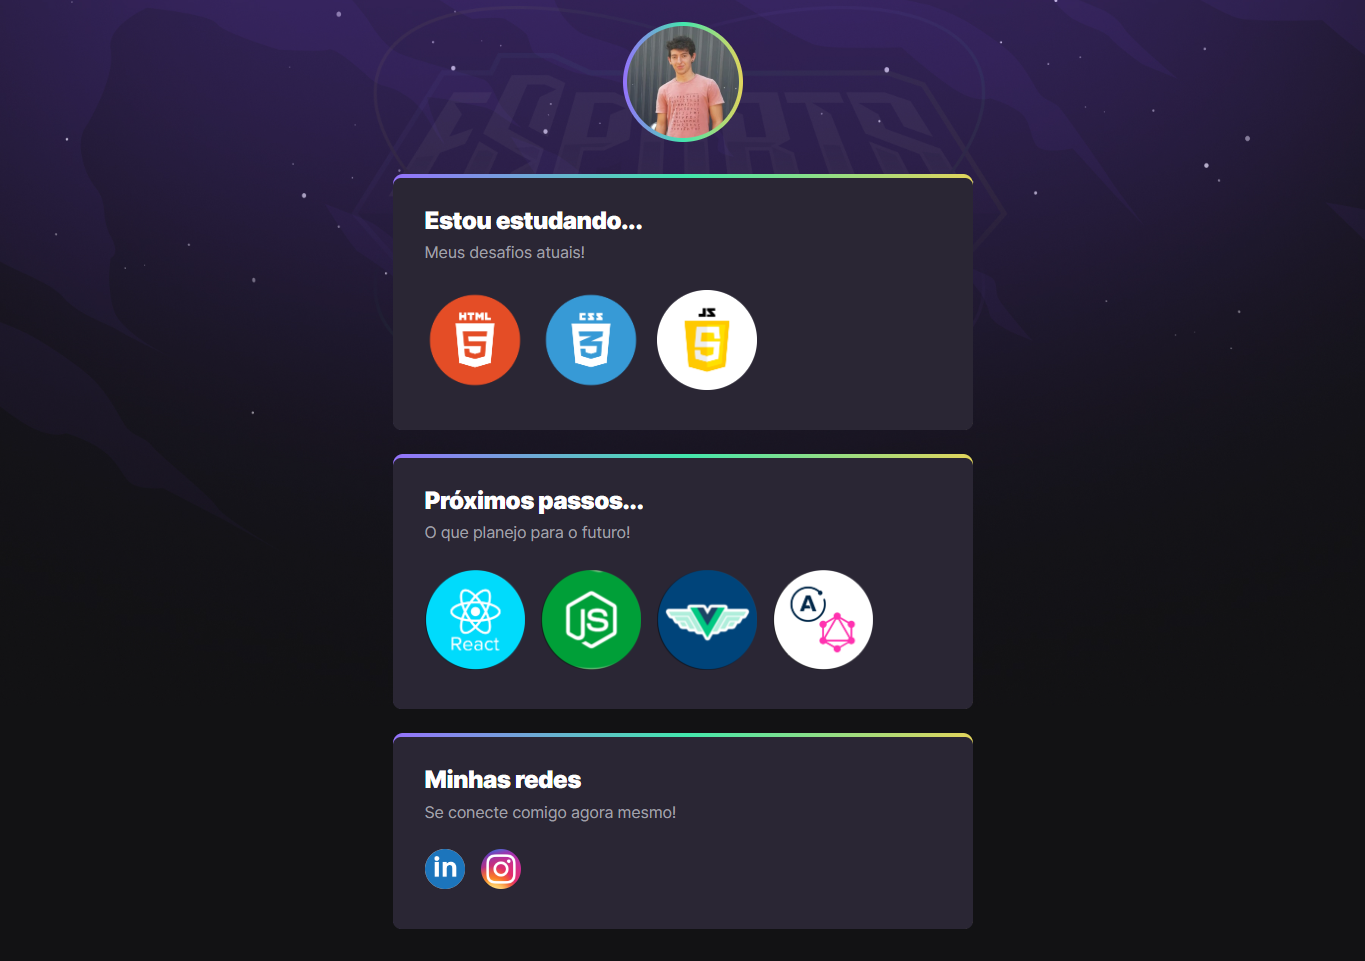 ESPORTS
Estou estudando...
Meus desafios atuais!
HTML
5
CSS
3
JS
5
Próximos passos...
O que planejo para o futuro!
React
JS
V
A
Minhas redes
Se conecte comigo agora mesmo!
in